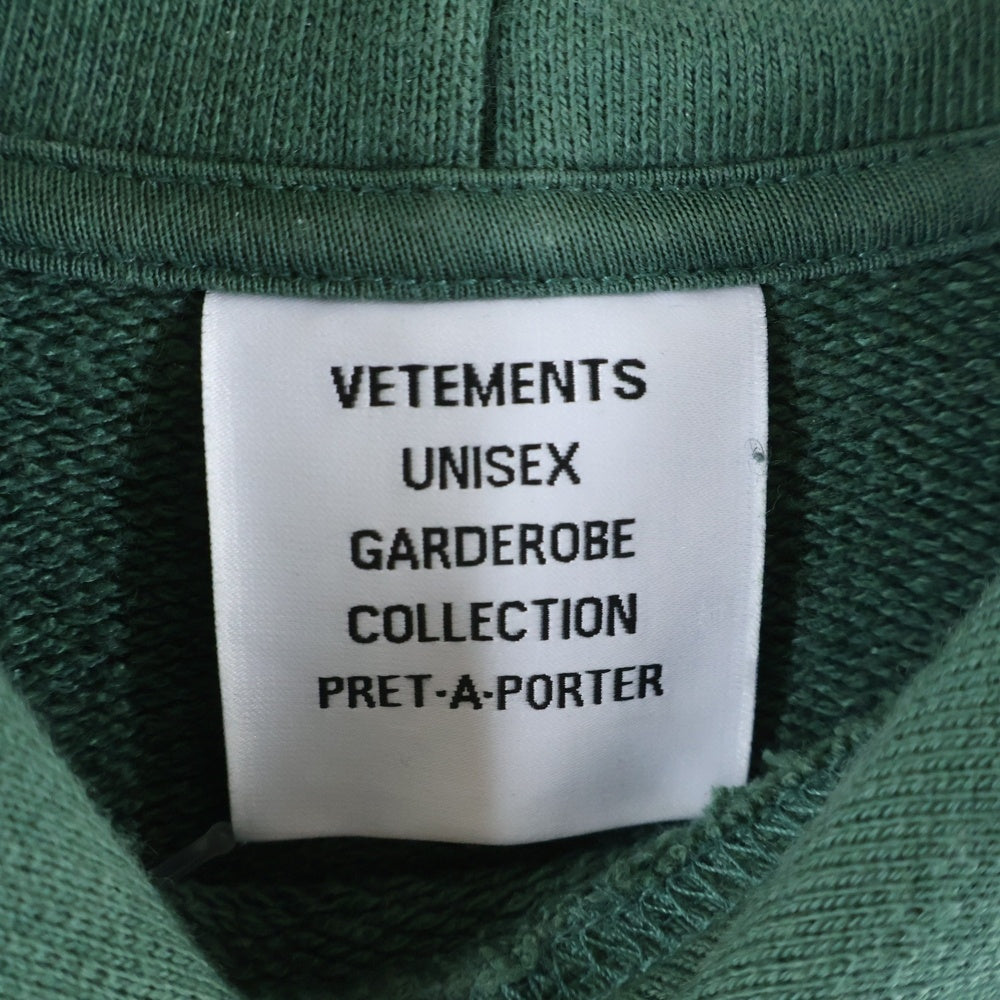 VETEMENTS
UNISEX
GARDEROBE
COLLECTION
PRET-A-PORTER